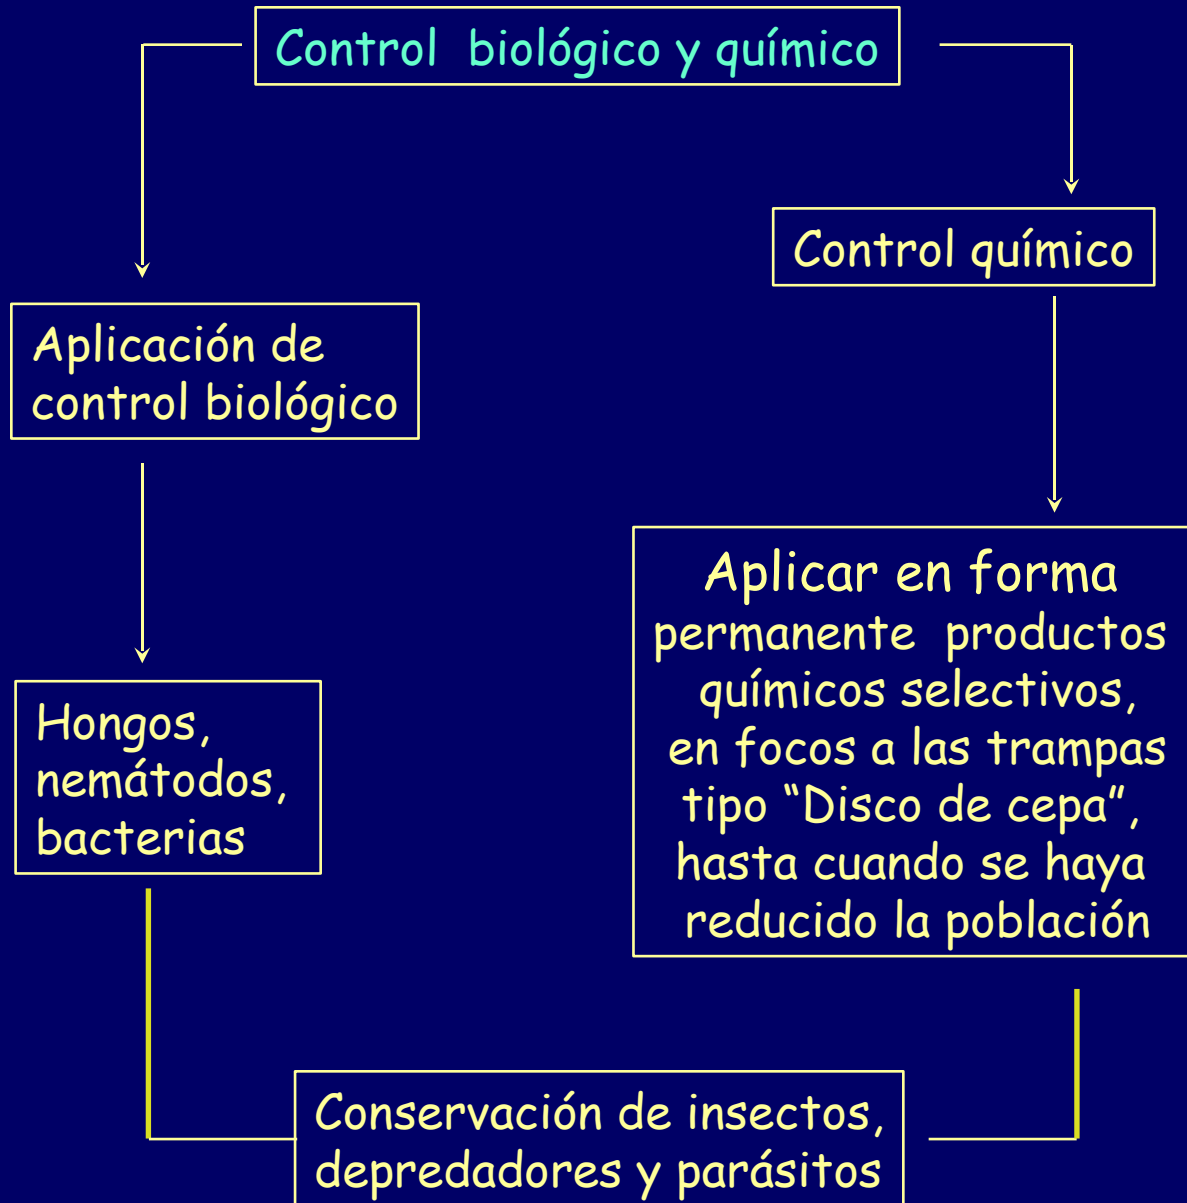 Control biológico y químico
Control químico
Aplicación de
control biológico
Aplicar en forma
permanente productos
químicos selectivos,
en focos a las trampas
tipo “Disco de cepa”,
hasta cuando se haya
reducido la población
Hongos,
nemátodos,
bacterias
Conservación de insectos,
depredadores y parásitos